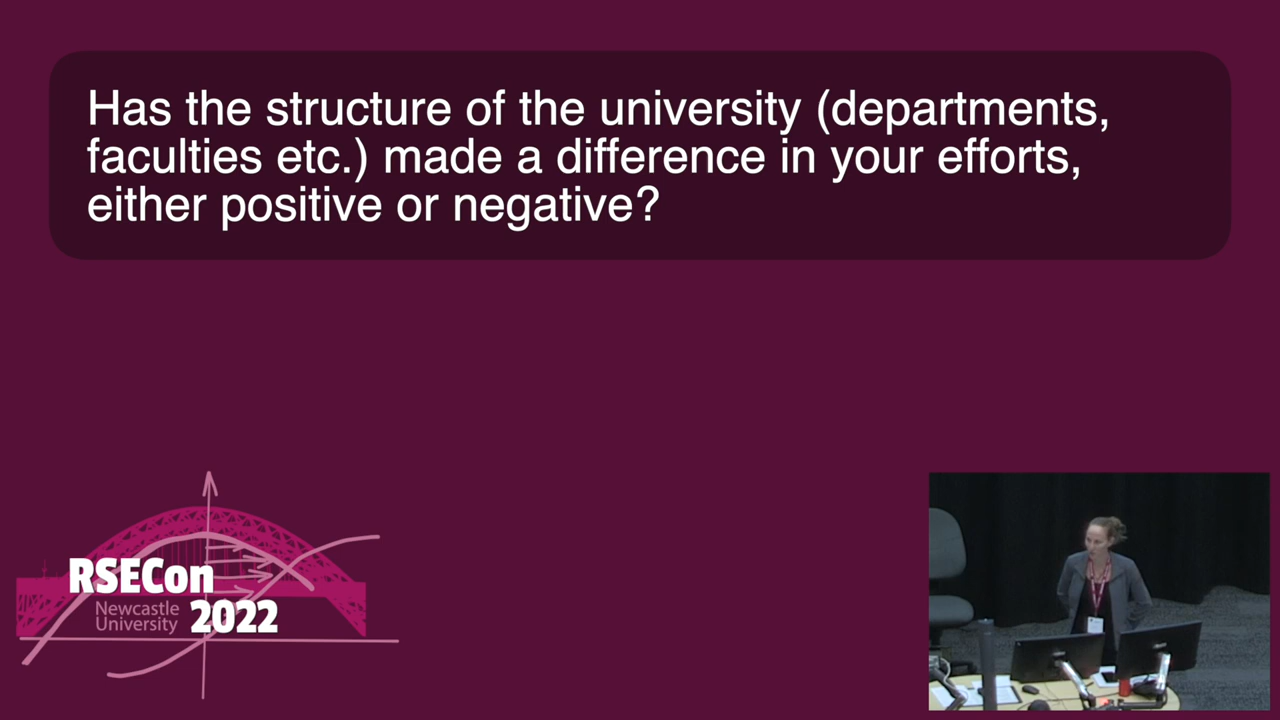 Has the structure of the university (departments,
faculties etc.) made a difference in your efforts,
either positive or negative?
RSECon
Newcastle
University
2022